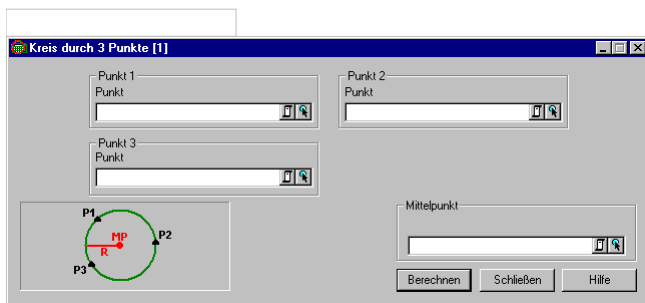 Kreis durch 3 Punkte [1]
Punkt 1
Punkt
Punkt 2
Punkt
Punkt 3
Punkt
P1
MP
P2
R
P3
Mittelpunkt
Berechnen
Schließen
Hilfe